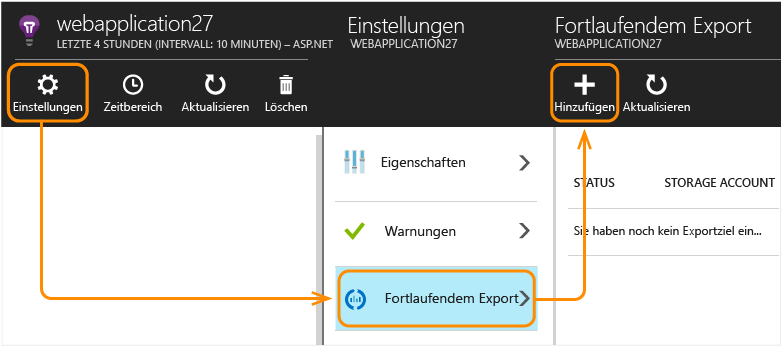 webapplication27
LETZTE 4 STUNDEN (INTERVALL: 10 MINUTEN) – ASP.NET
Einstellungen
Zeitbereich
Aktualisieren
Löschen
Einstellungen
WEBAPPLICATION27
Eigenschaften
Warnungen
Fortlaufendem Export
Fortlaufendem Export
WEBAPPLICATION27
Hinzufügen
Aktualisieren
STATUS
STORAGE ACCOUNT
Sie haben noch kein Exportziel ein...